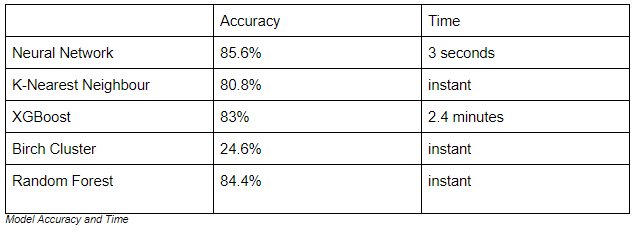 Accuracy Time
Neural Network 85.6% 3 seconds
K-Nearest Neighbour 80.8% instant
XGBoost 83% 2.4 minutes
Birch Cluster 24.6% instant
Random Forest 84.4% instant
Model Accuracy and Time